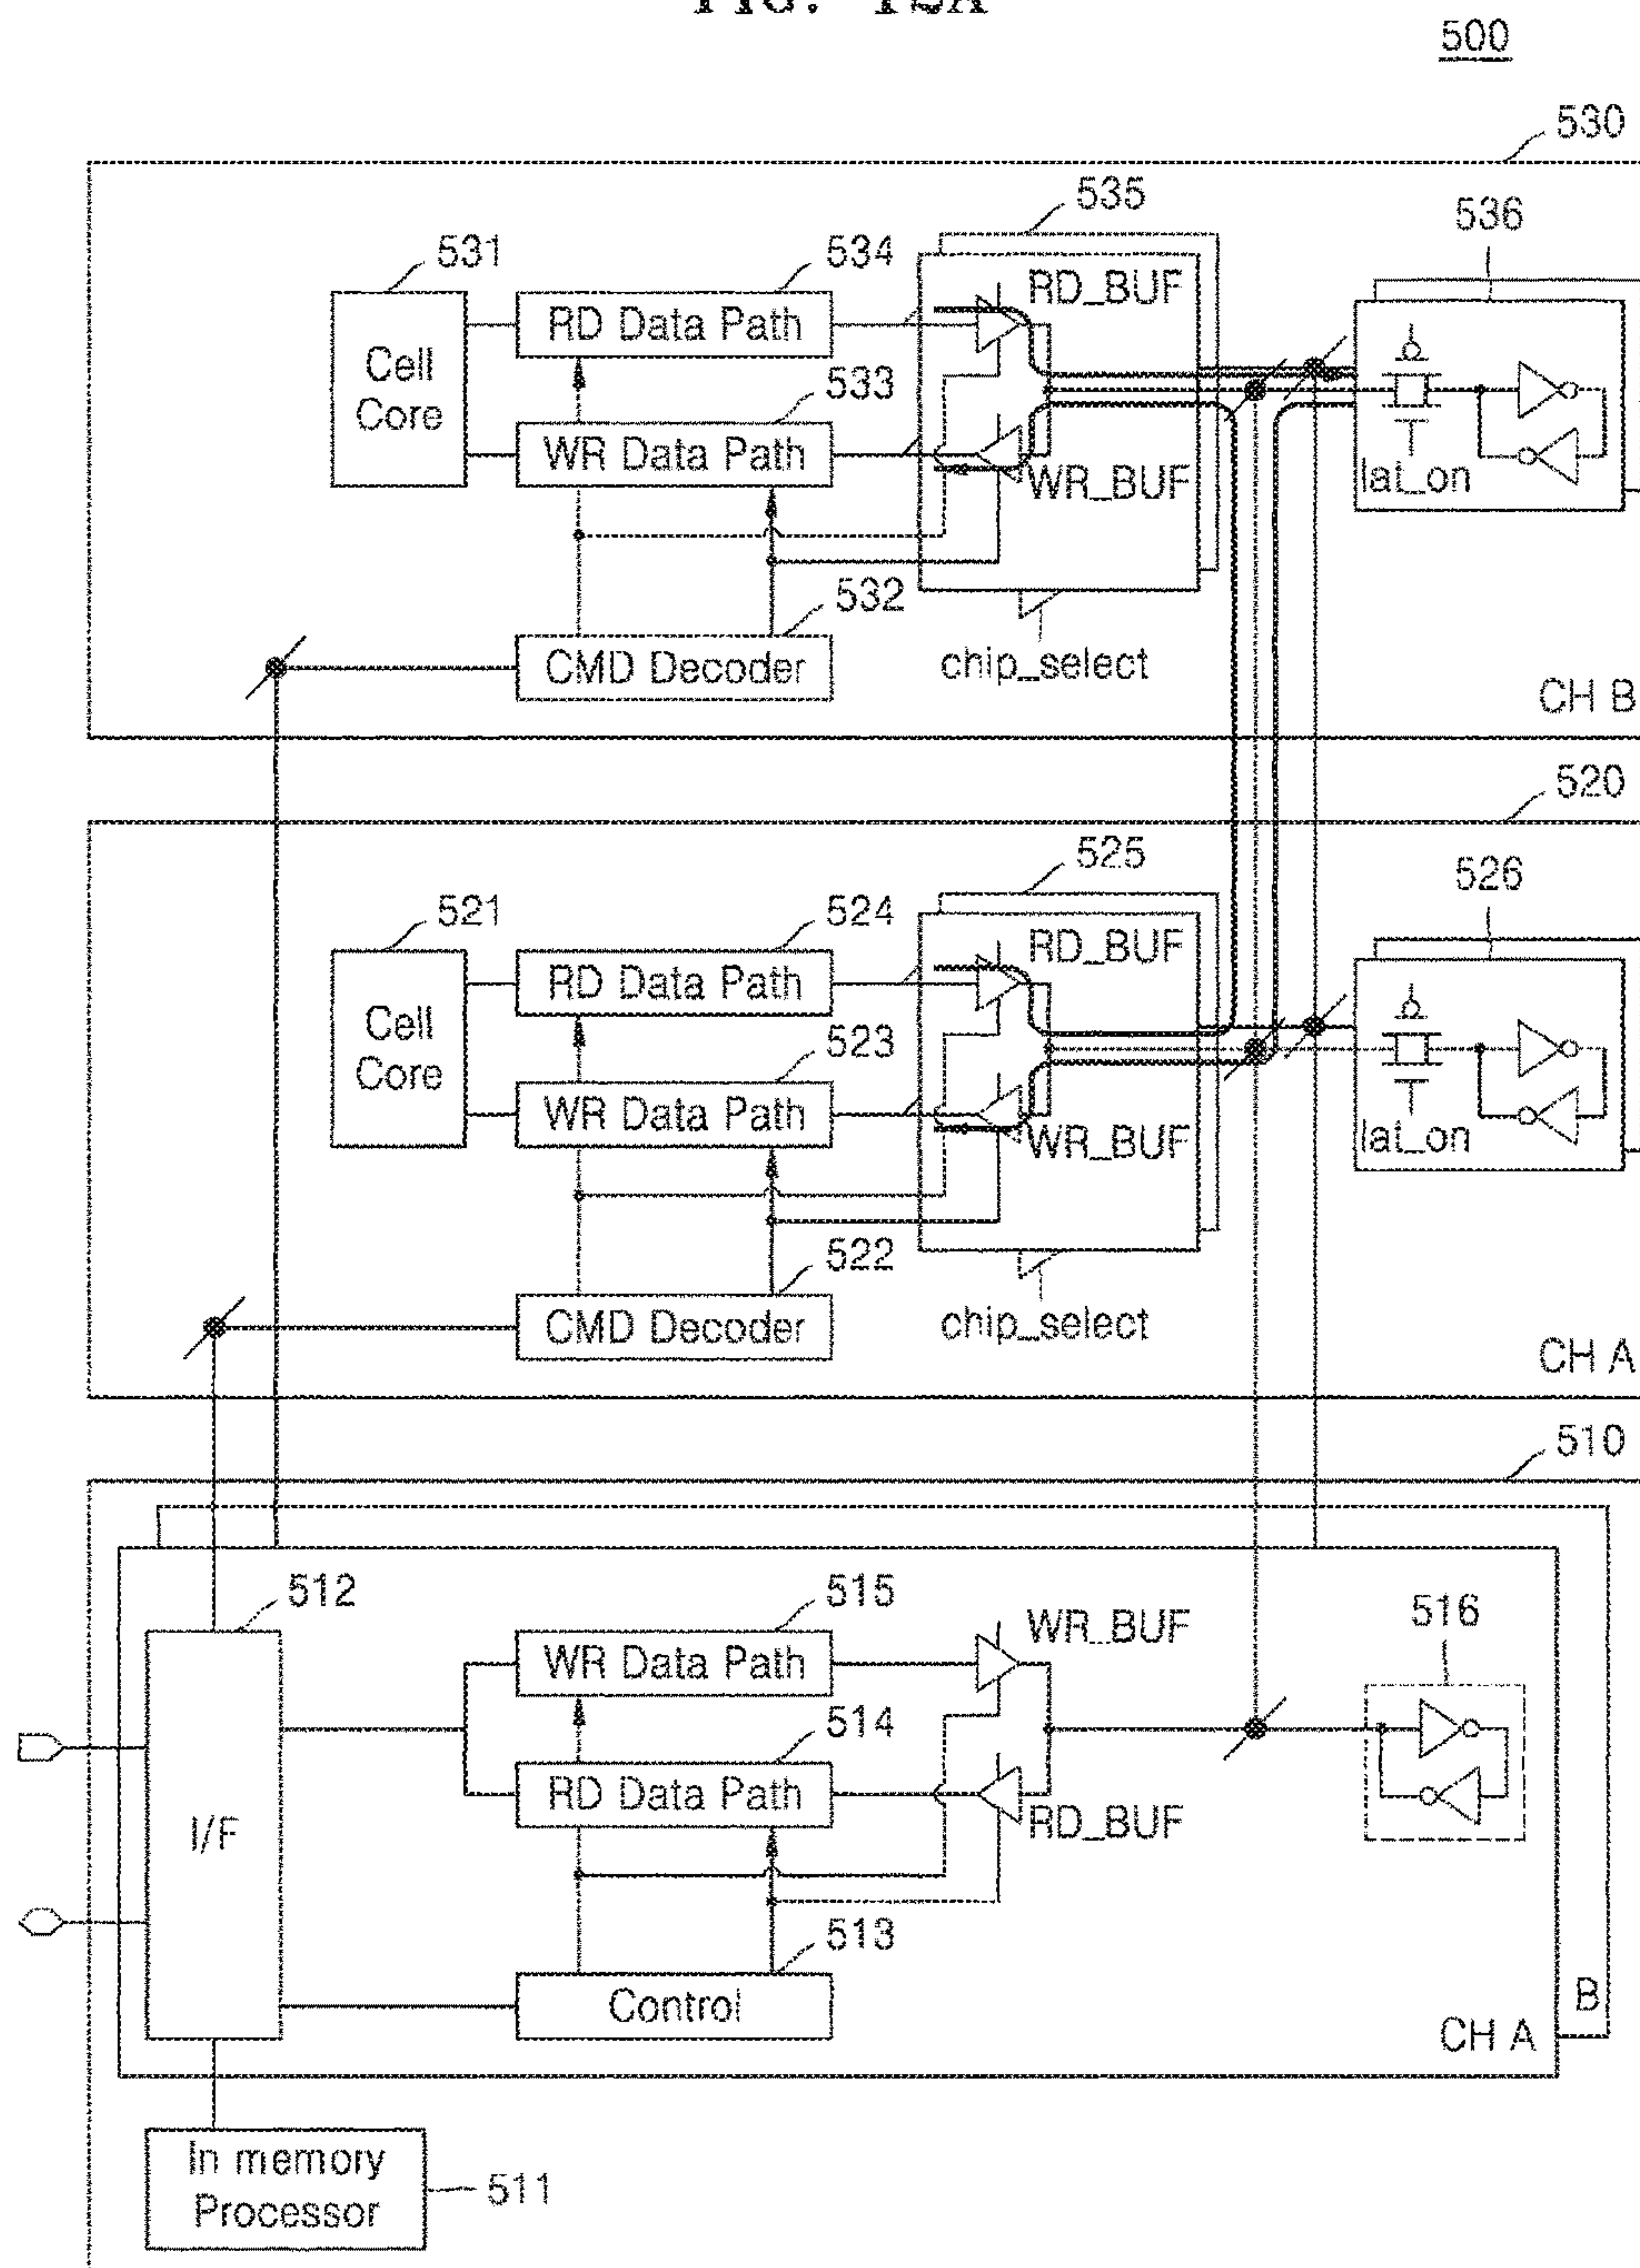 FIG. 12A
500
530
535
536
531
534
RD_BUF
RD Data Path
Cell
Core
533
WR Data Path
WR_BUF
lat_on
532
CMD Decoder
chip_select
CH B
520
525
526
521
524
RD_BUF
RD Data Path
Cell
Core
523
WR Data Path
WR_BUF
lat_on
522
CMD Decoder
chip_select
CH A
510
512
515
WR_BUF
516
WR Data Path
514
RD Data Path
RD_BUF
I/F
513
Control
B
CH A
In memory
Processor
511